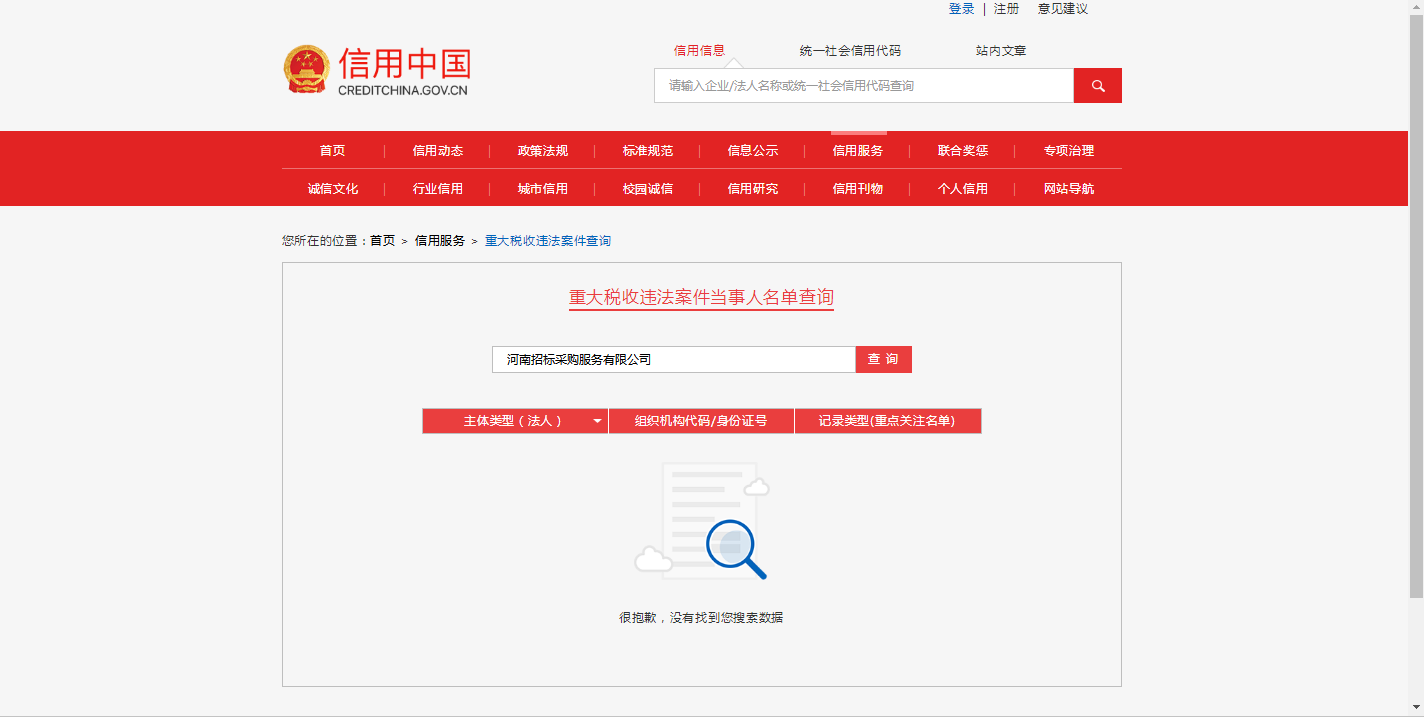 登录 | 注册 意见建议
信用中国
CREDITCHINA.GOV.CN
信用信息 统一社会信用代码 站内文章
请输入企业/法人名称或统一社会信用代码查询
首页 信用动态 政策法规 标准规范 信息公示 信用服务 联合奖惩 专项治理
诚信文化 行业信用 城市信用 校园诚信 信用研究 信用刊物 个人信用 网站导航
您所在的位置：首页 > 信用服务 > 重大税收违法案件查询
重大税收违法案件当事人名单查询
河南招标采购服务有限公司 查 询
主体类型（法人） 组织机构代码/身份证号 记录类型(重点关注名单)
很抱歉，没有找到您搜索数据